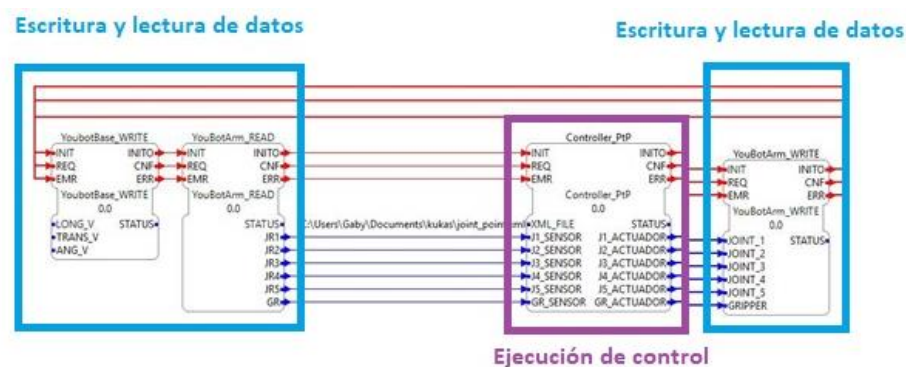 Escritura y lectura de datos
Escritura y lectura de datos
YoubotBase_WRITE
INIT INITO
REQ CNF
EMR ERR
YoubotBase_WRITE
0.0
LONG_V STATUS
TRANS_V
ANG_V
YouBotArm_READ
INIT INITO
REQ CNF
EMR ERR
YouBotArm_READ
0.0
STATUS
JR1
JR2
JR3
JR4
JR5
GR
C:\Users\Gaby\Documents\kukas\joint_point.xml
Controller_PtP
INIT INITO
REQ CNF
EMR ERR
Controller_PtP
0.0
XML_FILE STATUS
J1_SENSOR J1_ACTUADOR
J2_SENSOR J2_ACTUADOR
J3_SENSOR J3_ACTUADOR
J4_SENSOR J4_ACTUADOR
J5_SENSOR J5_ACTUADOR
GR_SENSOR GR_ACTUADOR
YouBotArm_WRITE
INIT INITO
REQ CNF
EMR ERR
YouBotArm_WRITE
0.0
JOINT_1 STATUS
JOINT_2
JOINT_3
JOINT_4
JOINT_5
GRIPPER
Ejecución de control